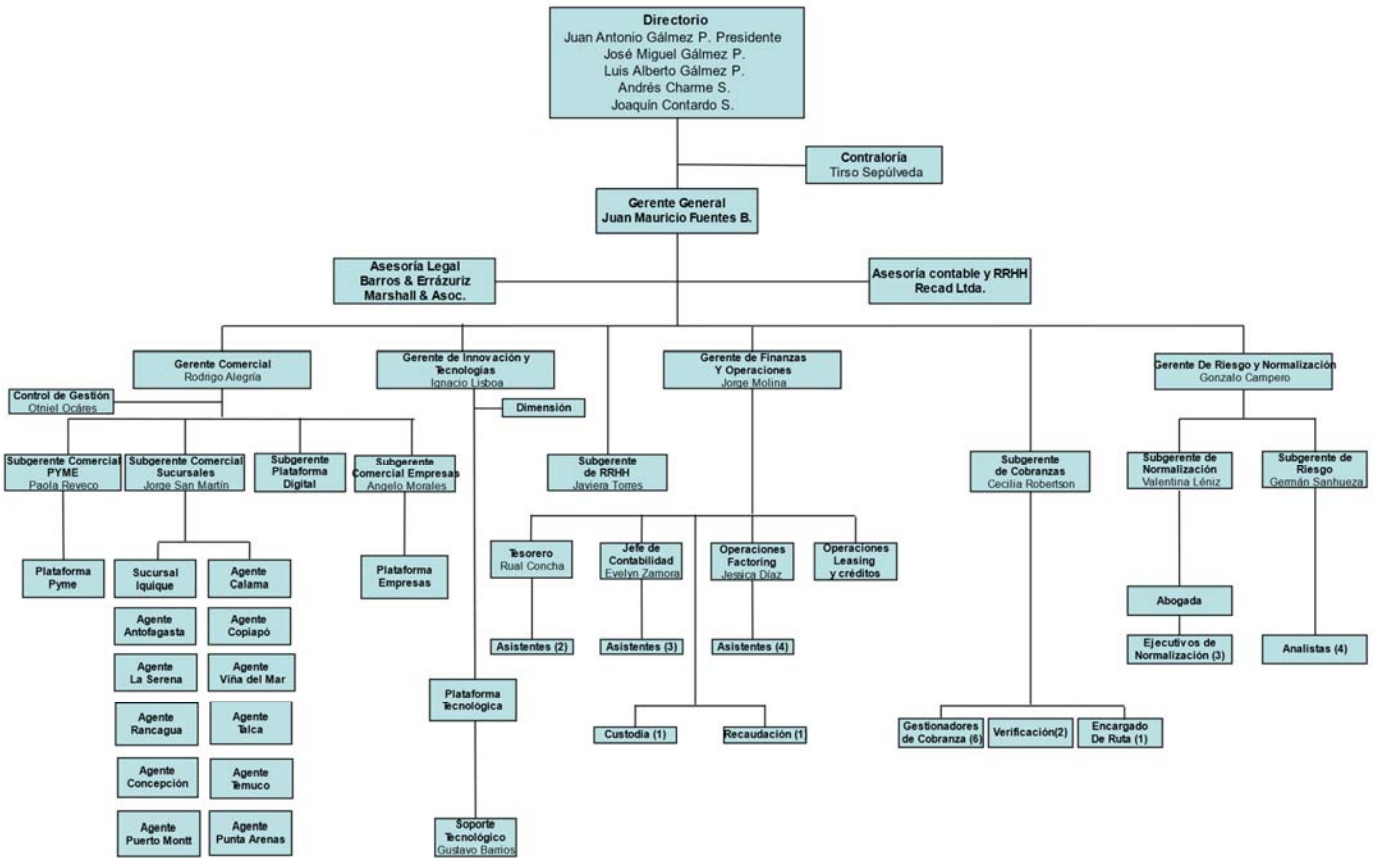 Directorio
Juan Antonio Gálmez P. Presidente
José Miguel Gálmez P.
Luis Alberto Gálmez P.
Andrés Charme S.
Joaquín Contardo S.
Contraloría
Tirso Sepúlveda
Gerente General
Juan Mauricio Fuentes B.
Asesoría Legal
Barros & Errázuriz
Marshall & Asoc.
Asesoría contable y RRHH
Recad Ltda.
Gerente Comercial
Rodrigo Alegría
Gerente de Innovación y
Tecnologías
Ignacio Lisboa
Gerente de Finanzas
Y Operaciones
Jorge Molina
Gerente De Riesgo y Normalización
Gonzalo Campero
Control de Gestión
Otniel Ocáres
Dimensión
Subgerente Comercial
PYME
Paola Reveco
Subgerente Comercial
Sucursales
Jorge San Martín
Subgerente
Plataforma
Digital
Subgerente
Comercial Empresas
Angelo Morales
Subgerente
de RRHH
Javiera Torres
Subgerente
de Cobranzas
Cecilia Robertson
Subgerente de
Normalización
Valentina Léniz
Subgerente de
Riesgo
Germán Sanhueza
Tesorero
Rual Concha
Jefe de
Contabilidad
Evelyn Zamora
Operaciones
Factoring
Jessica Díaz
Operaciones
Leasing
y créditos
Plataforma
Pyme
Sucursal
Iquique
Agente
Calama
Plataforma
Empresas
Agente
Antofagasta
Agente
Copiapó
Abogada
Asistentes (2)
Asistentes (3)
Asistentes (4)
Ejecutivos de
Normalización (3)
Analistas (4)
Agente
La Serena
Agente
Viña del Mar
Plataforma
Tecnológica
Agente
Rancagua
Agente
Talca
Custodia (1)
Recaudación (1
Gestionadores
de Cobranza (6)
Verificación(2)
Encargado
De Ruta (1)
Agente
Concepción
Agente
Temuco
Agente
Puerto Montt
Agente
Punta Arenas
Soporte
Tecnológico
Gustavo Barrios